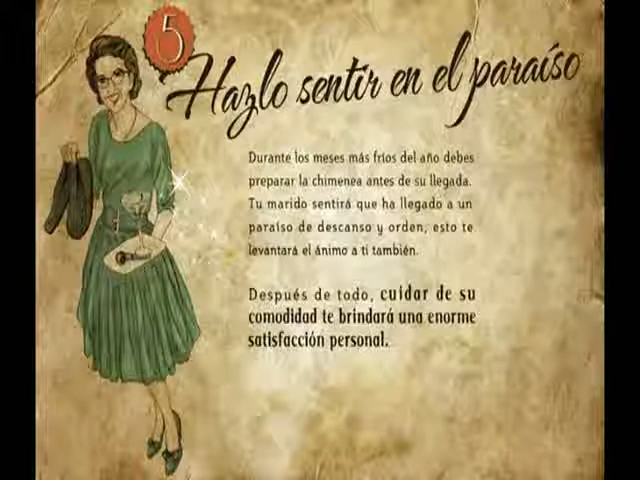 5
Hazlo sentir en el paraíso
Durante los meses más fríos del año debes
preparar la chimenea antes de su llegada.
Tu marido sentirá que ha llegado a un
paraíso de descanso y orden, esto te
levantará el ánimo a ti también.
Después de todo, cuidar de su
comodidad te brindará una enorme
satisfacción personal.